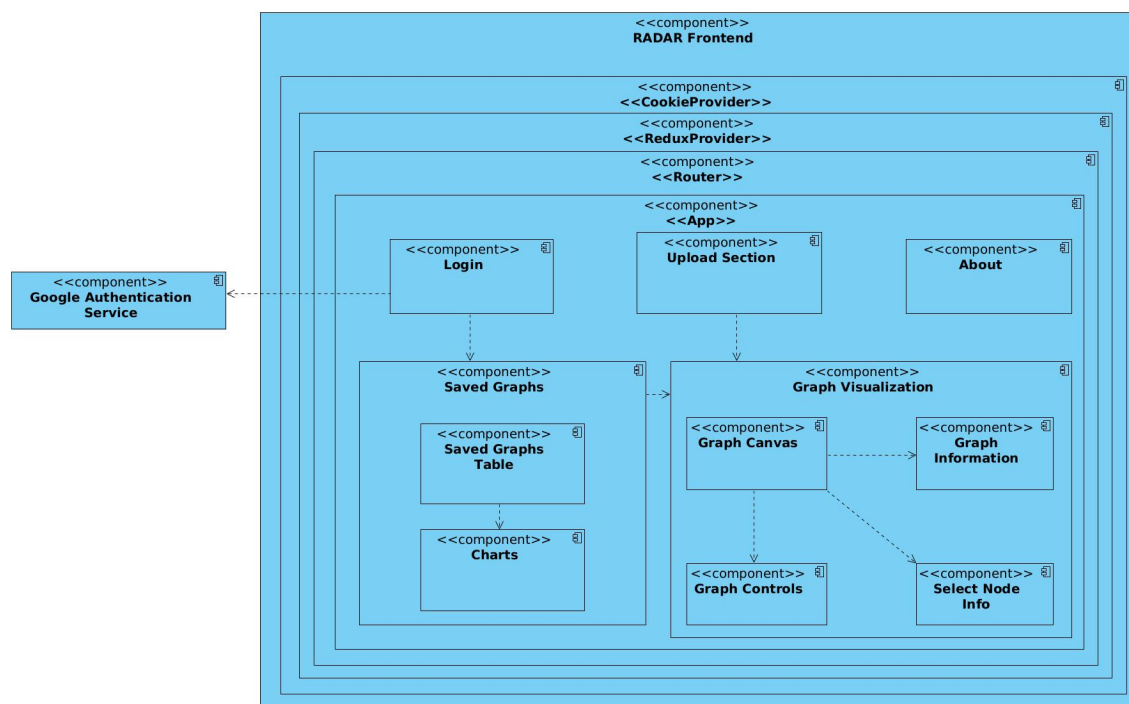 <<component>>
RADAR Frontend
<<component>>
<<CookieProvider>>
<<component>>
<<ReduxProvider>>
<<component>>
<<Router>>
<<component>>
<<App>>
<<component>>
Login
<<component>>
Upload Section
<<component>>
About
<<component>>
Google Authentication
Service
<<component>>
Saved Graphs
<<component>>
Saved Graphs
Table
<<component>>
Charts
<<component>>
Graph Visualization
<<component>>
Graph Canvas
<<component>>
Graph
Information
<<component>>
Graph Controls
<<component>>
Select Node
Info